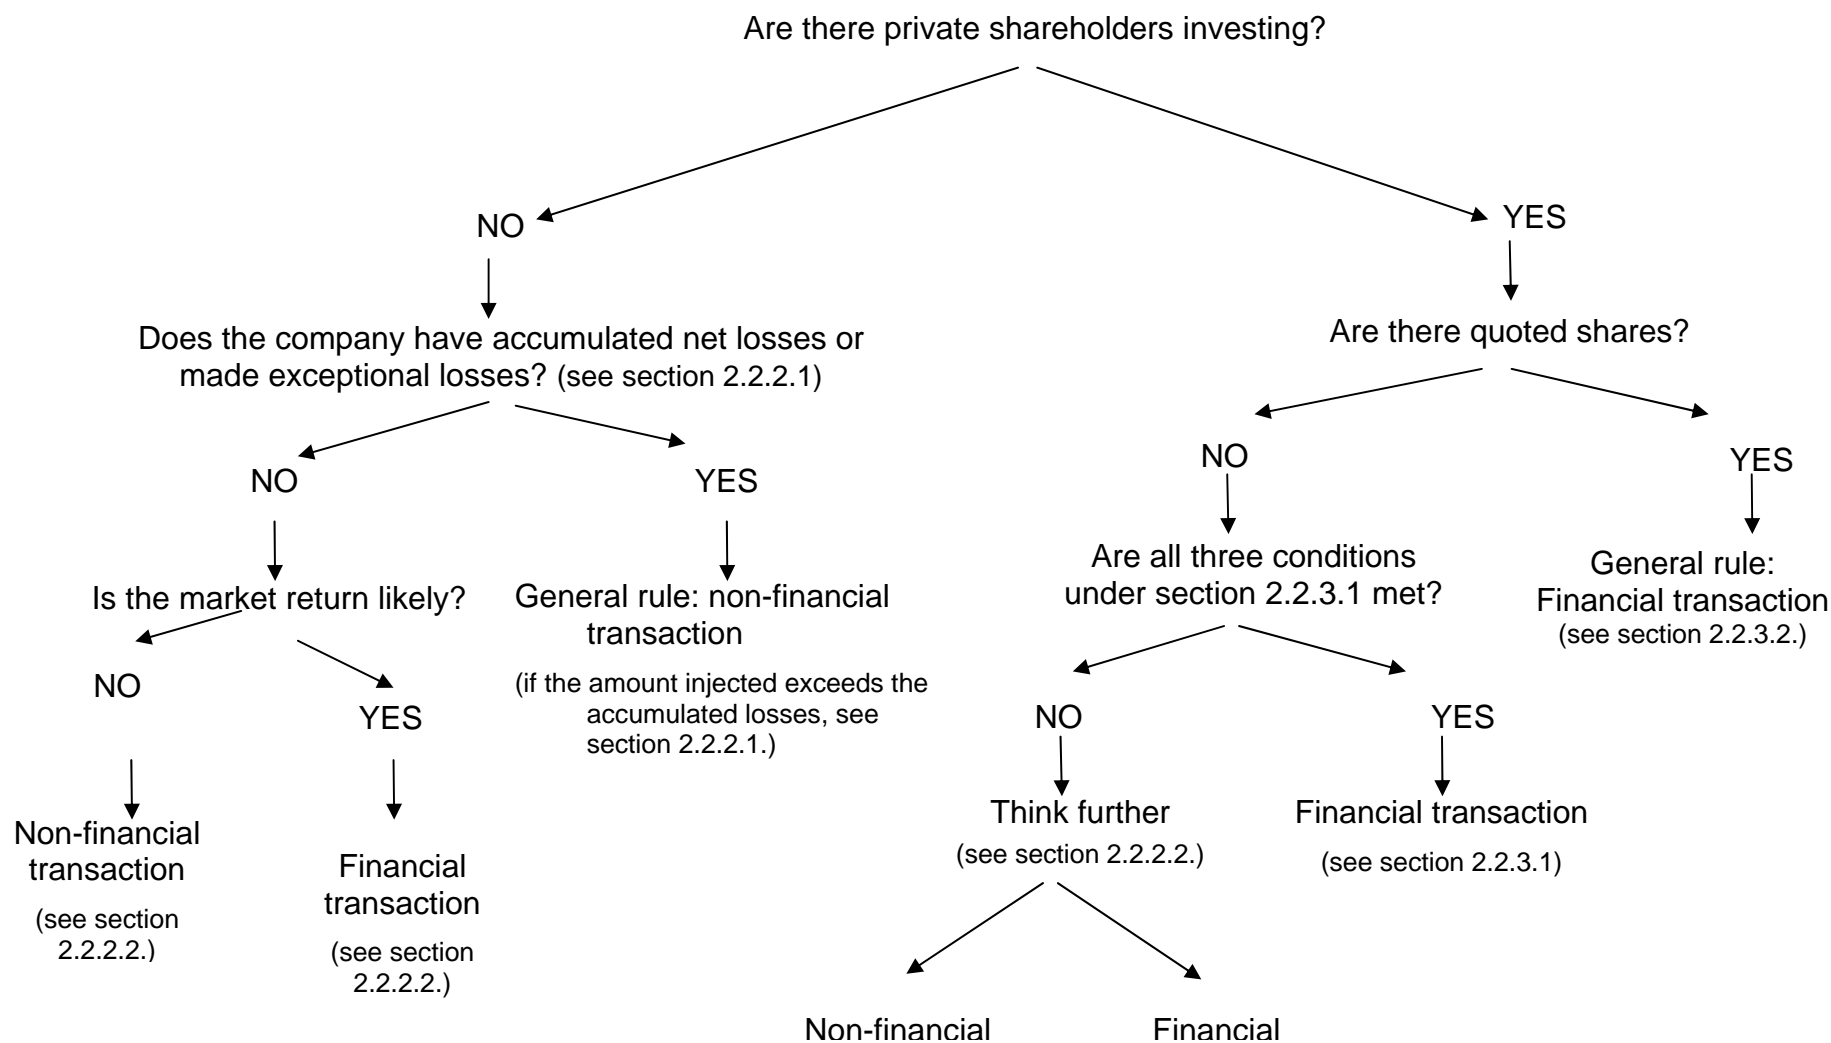 Are there private shareholders investing?
NO
YES
Does the company have accumulated net losses or
made exceptional losses? (see section 2.2.2.1)
Are there quoted shares?
NO
YES
NO
YES
Is the market return likely?
General rule: non-financial
transaction
(if the amount injected exceeds the
accumulated losses, see
section 2.2.2.1.)
Are all three conditions
under section 2.2.3.1 met?
General rule:
Financial transaction
(see section 2.2.3.2.)
NO
YES
NO
YES
Non-financial
transaction
(see section
2.2.2.2.)
Financial
transaction
(see section
2.2.2.2.)
Think further
(see section 2.2.2.2.)
Financial transaction
(see section 2.2.3.1)
Non-financial
Financial